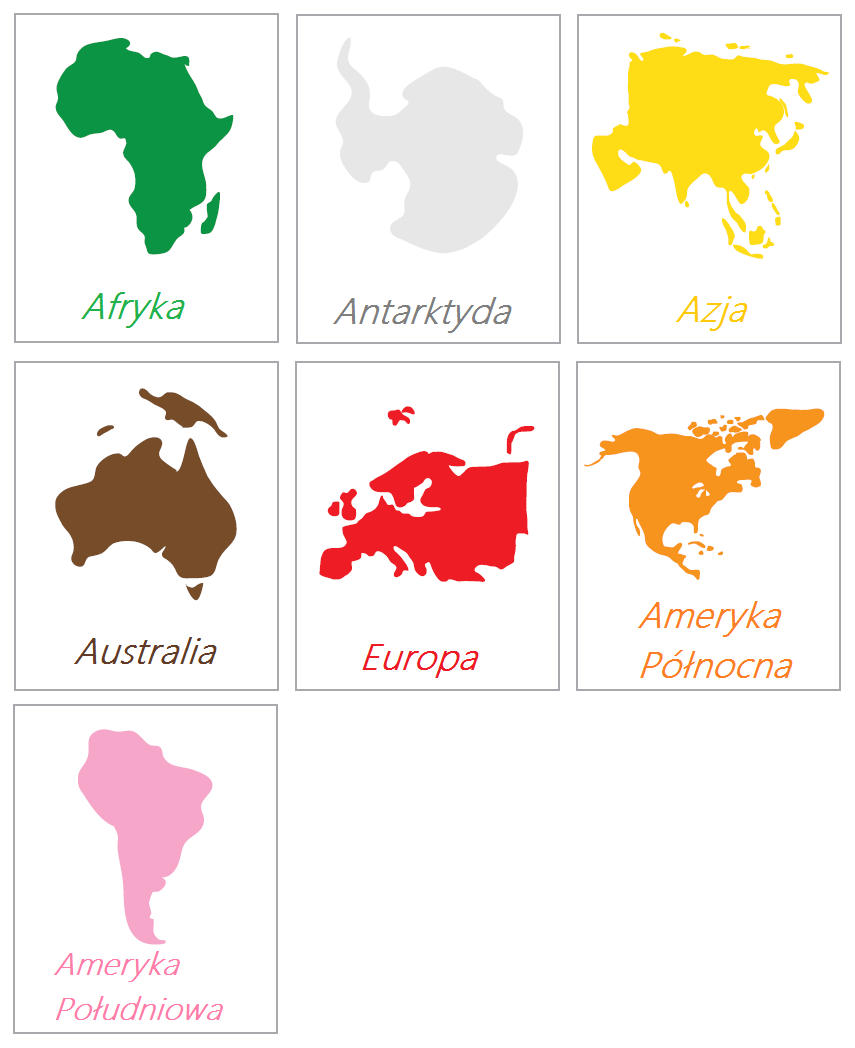 Afryka
Antarktyda
Azja
Australia
Europa
Ameryka
Północna
Ameryka
Południowa